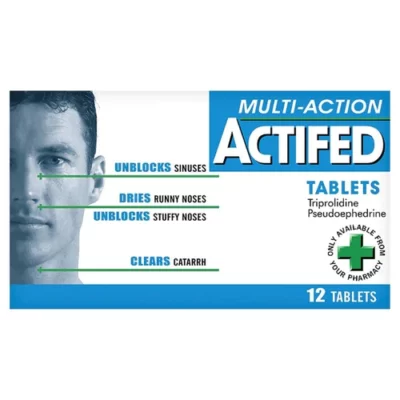 MULTI-ACTION
ACTIFED
TABLETS
Triprolidine
Pseudoephedrine
UNBLOCKS SINUSES
DRIES RUNNY NOSES
UNBLOCKS STUFFY NOSES
CLEARS CATARRH
ONLY AVAILABLE FROM
YOUR PHARMACY
12 TABLETS